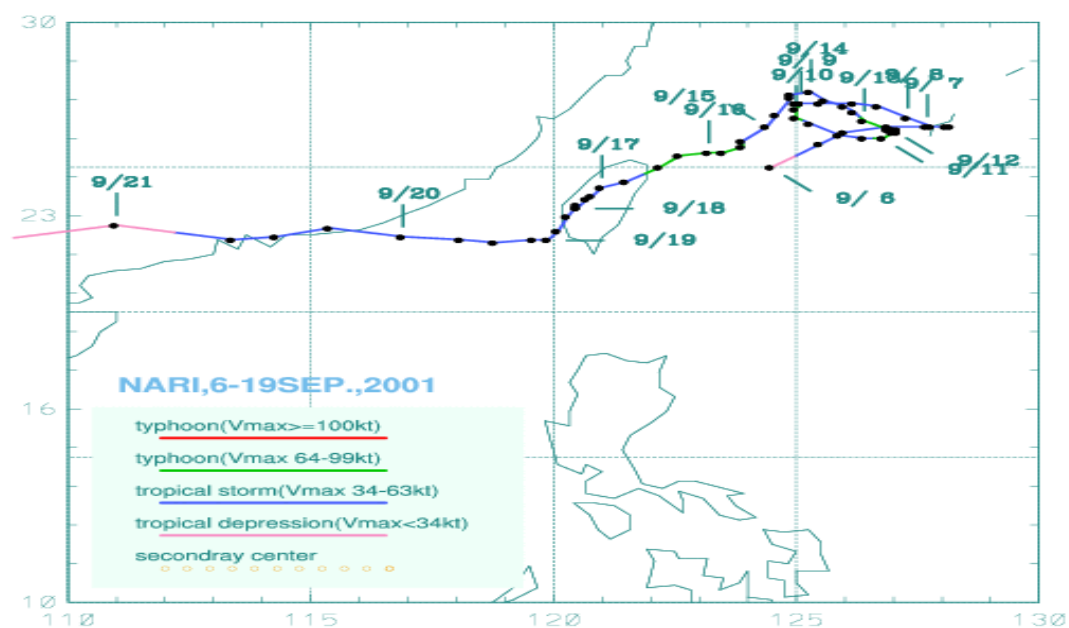 30
9/14
9/ 9
9/10
9/13
9/ 8
9/ 7
9/15
9/16
9/17
9/12
9/11
9/21
9/20
9/ 6
23
9/18
9/19
NARI,6-19SEP.,2001
16
typhoon(Vmax>=100kt)
typhoon(Vmax 64-99kt)
tropical storm(Vmax 34-63kt)
tropical depression(Vmax<34kt)
secondray center
10
110 115 120 125 130